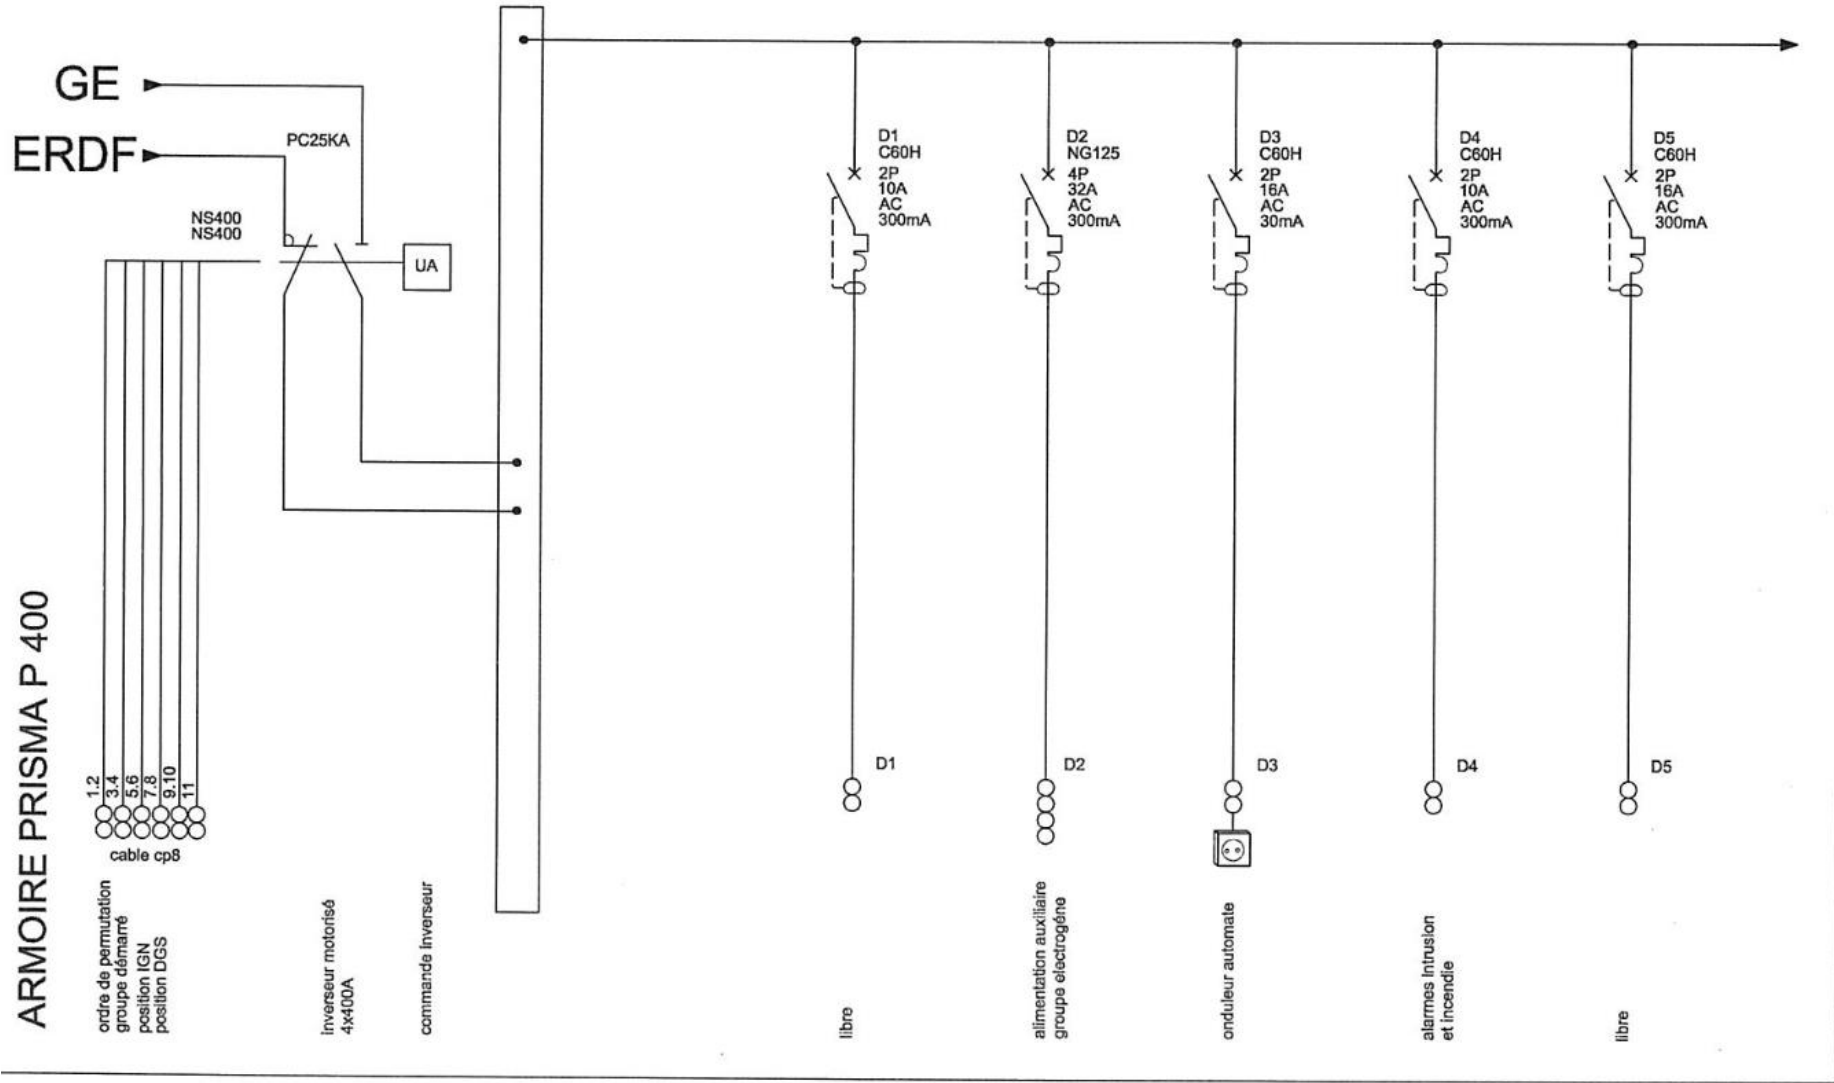 GE
ERDF
PC25KA
NS400
NS400
UA
D1
C60H
2P
10A
AC
300mA
D2
NG125
4P
32A
AC
300mA
D3
C60H
2P
16A
AC
30mA
D4
C60H
2P
10A
AC
300mA
D5
C60H
2P
16A
AC
300mA
ARMOIRE PRISMA P 400
1.2
3.4
5.6
7.8
9.10
11
cable cp8
D1
D2
D3
D4
D5
ordre de permutation
groupe démarré
position IGN
position DGS
inverseur motorisé
4x400A
commande inverseur
libre
alimentation auxiliaire
groupe electrogéne
onduleur automate
alarmes intrusion
et incendie
libre